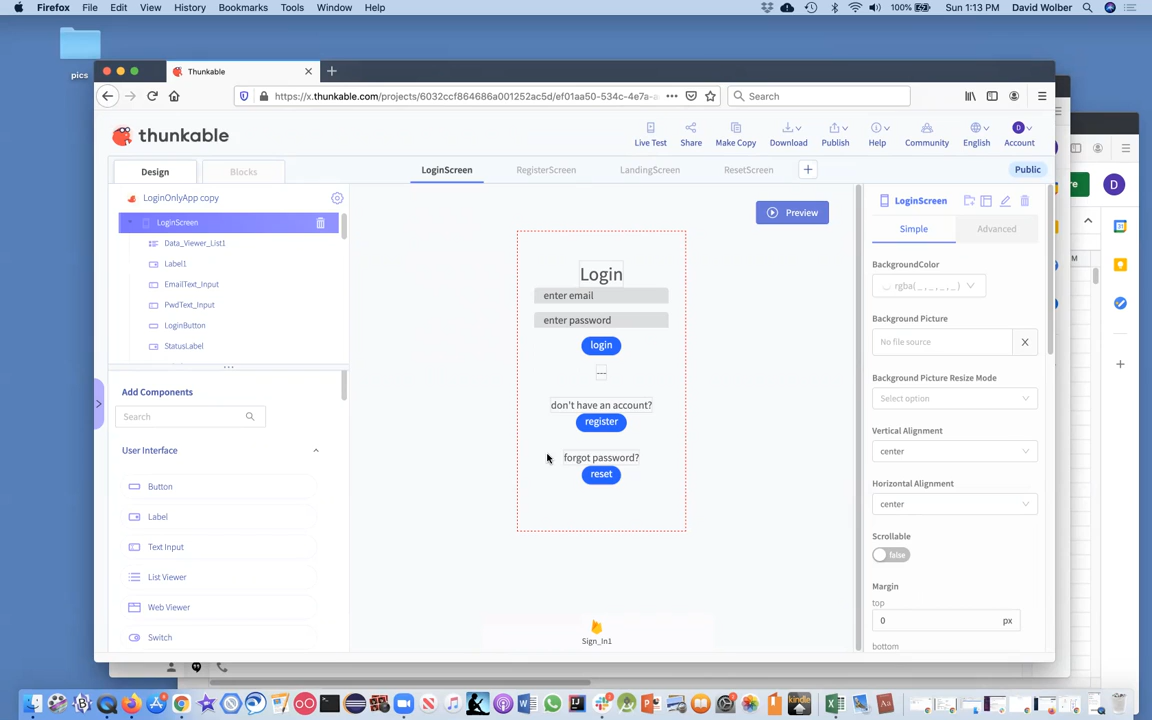 Firefox File Edit View History Bookmarks Tools Window Help 100% Sun 1:13 PM David Wolber
pics
Thunkable
https://x.thunkable.com/projects/6032ccf864686a001252ac5d/ef01aa50-534c-4e7a-a
Search
thunkable
Live Test Share Make Copy Download Publish Help Community English Account
D
Design Blocks LoginScreen RegisterScreen LandingScreen ResetScreen + Public
LoginOnlyApp copy
LoginScreen
Data_Viewer_List1
Label1
EmailText_Input
PwdText_Input
LoginButton
StatusLabel
Add Components
Search
User Interface
Button
Label
Text Input
List Viewer
Web Viewer
Switch
Preview
Login
enter email
enter password
login
---
don't have an account?
register
forgot password?
reset
Sign_In1
LoginScreen
Simple Advanced
BackgroundColor
rgba( _ , _ , _ , _ )
Background Picture
No file source X
Background Picture Resize Mode
Select option
Vertical Alignment
center
Horizontal Alignment
center
Scrollable
false
Margin
top
0 px
bottom
D
M